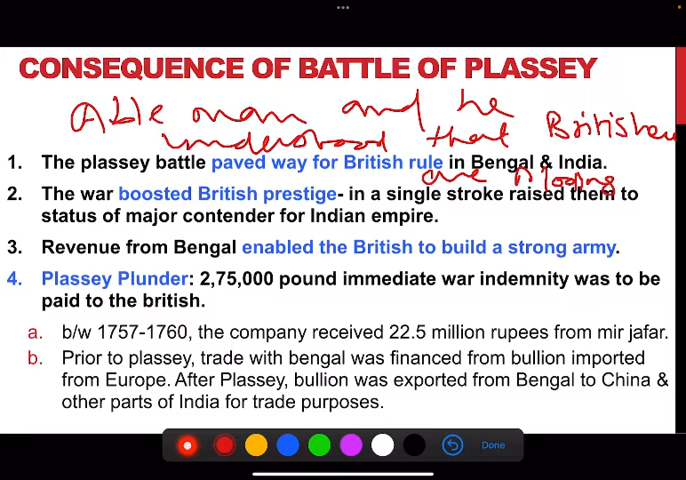 CONSEQUENCE OF BATTLE OF PLASSEY
Able man and he
understood that Britishers
are looting
1. The plassey battle paved way for British rule in Bengal & India.
2. The war boosted British prestige- in a single stroke raised them to
status of major contender for Indian empire.
3. Revenue from Bengal enabled the British to build a strong army.
4. Plassey Plunder: 2,75,000 pound immediate war indemnity was to be
paid to the british.
a. b/w 1757-1760, the company received 22.5 million rupees from mir jafar.
b. Prior to plassey, trade with bengal was financed from bullion imported
from Europe. After Plassey, bullion was exported from Bengal to China &
other parts of India for trade purposes.
Done